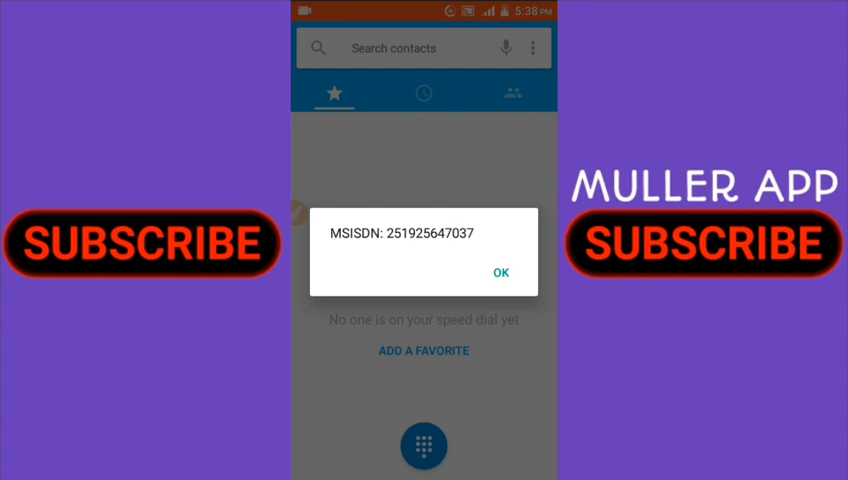 5:38 PM
Search contacts
MULLER APP
SUBSCRIBE
SUBSCRIBE
MSISDN: 251925647037
OK
No one is on your speed dial yet
ADD A FAVORITE